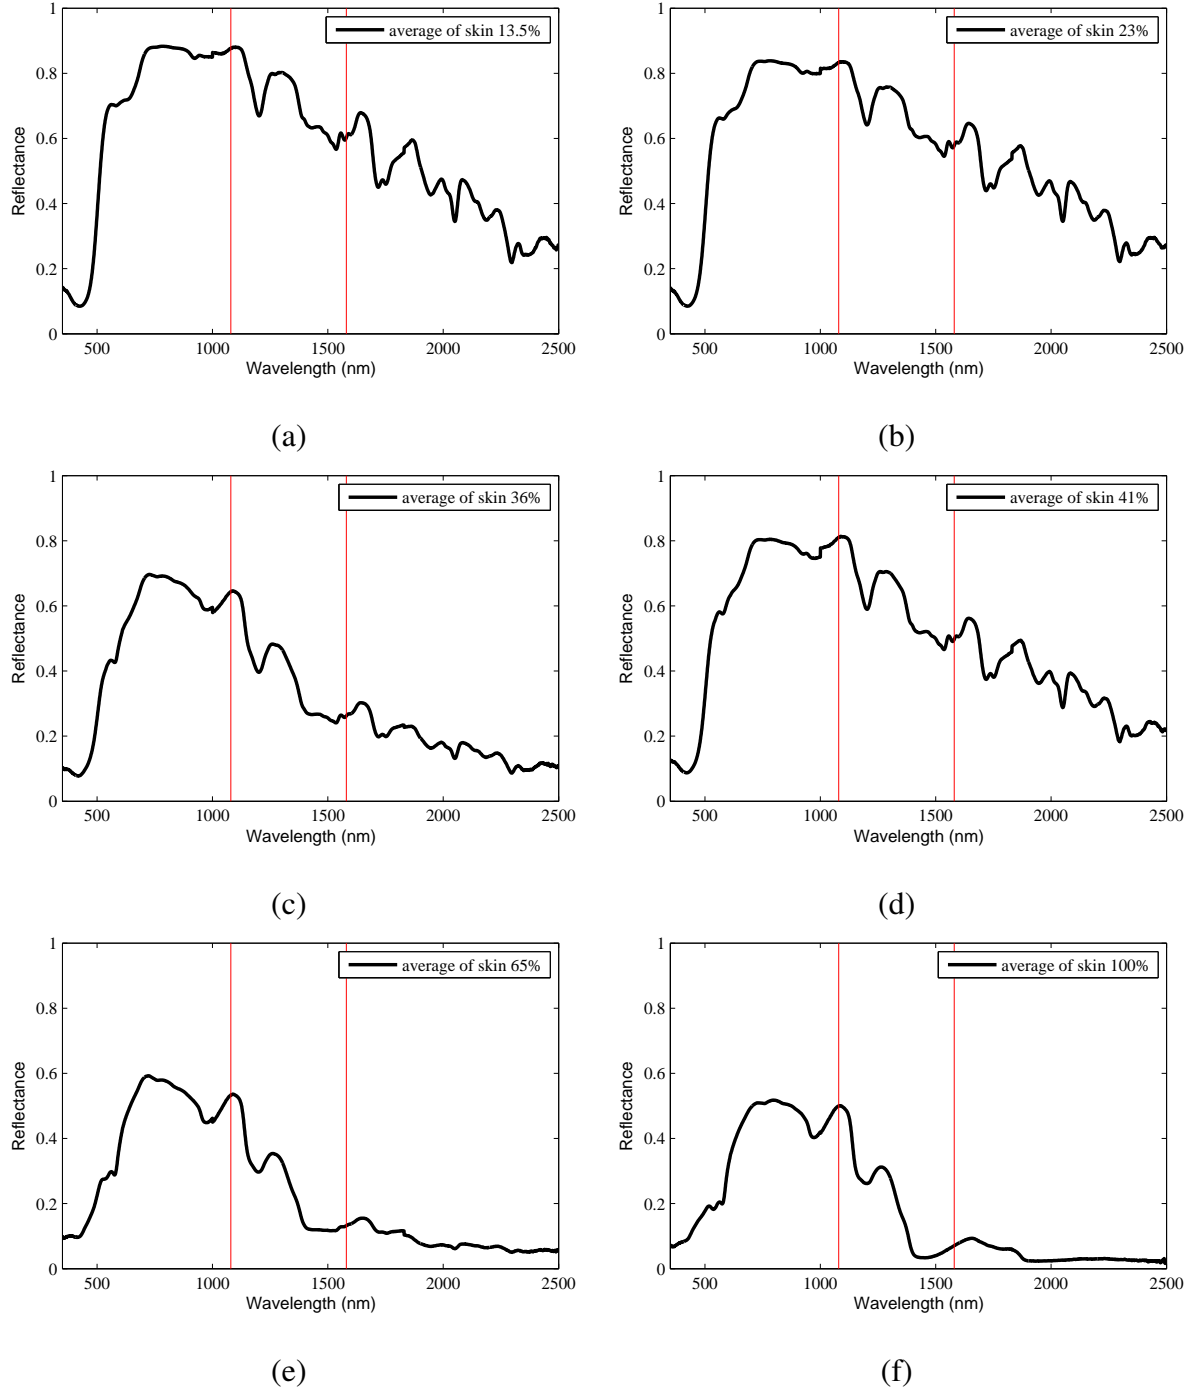 average of skin 13.5%
Reflectance
1
0.8
0.6
0.4
0.2
0
500 1000 1500 2000 2500
Wavelength (nm)
(a)
average of skin 23%
Reflectance
1
0.8
0.6
0.4
0.2
0
500 1000 1500 2000 2500
Wavelength (nm)
(b)
average of skin 36%
Reflectance
1
0.8
0.6
0.4
0.2
0
500 1000 1500 2000 2500
Wavelength (nm)
(c)
average of skin 41%
Reflectance
1
0.8
0.6
0.4
0.2
0
500 1000 1500 2000 2500
Wavelength (nm)
(d)
average of skin 65%
Reflectance
1
0.8
0.6
0.4
0.2
0
500 1000 1500 2000 2500
Wavelength (nm)
(e)
average of skin 100%
Reflectance
1
0.8
0.6
0.4
0.2
0
500 1000 1500 2000 2500
Wavelength (nm)
(f)